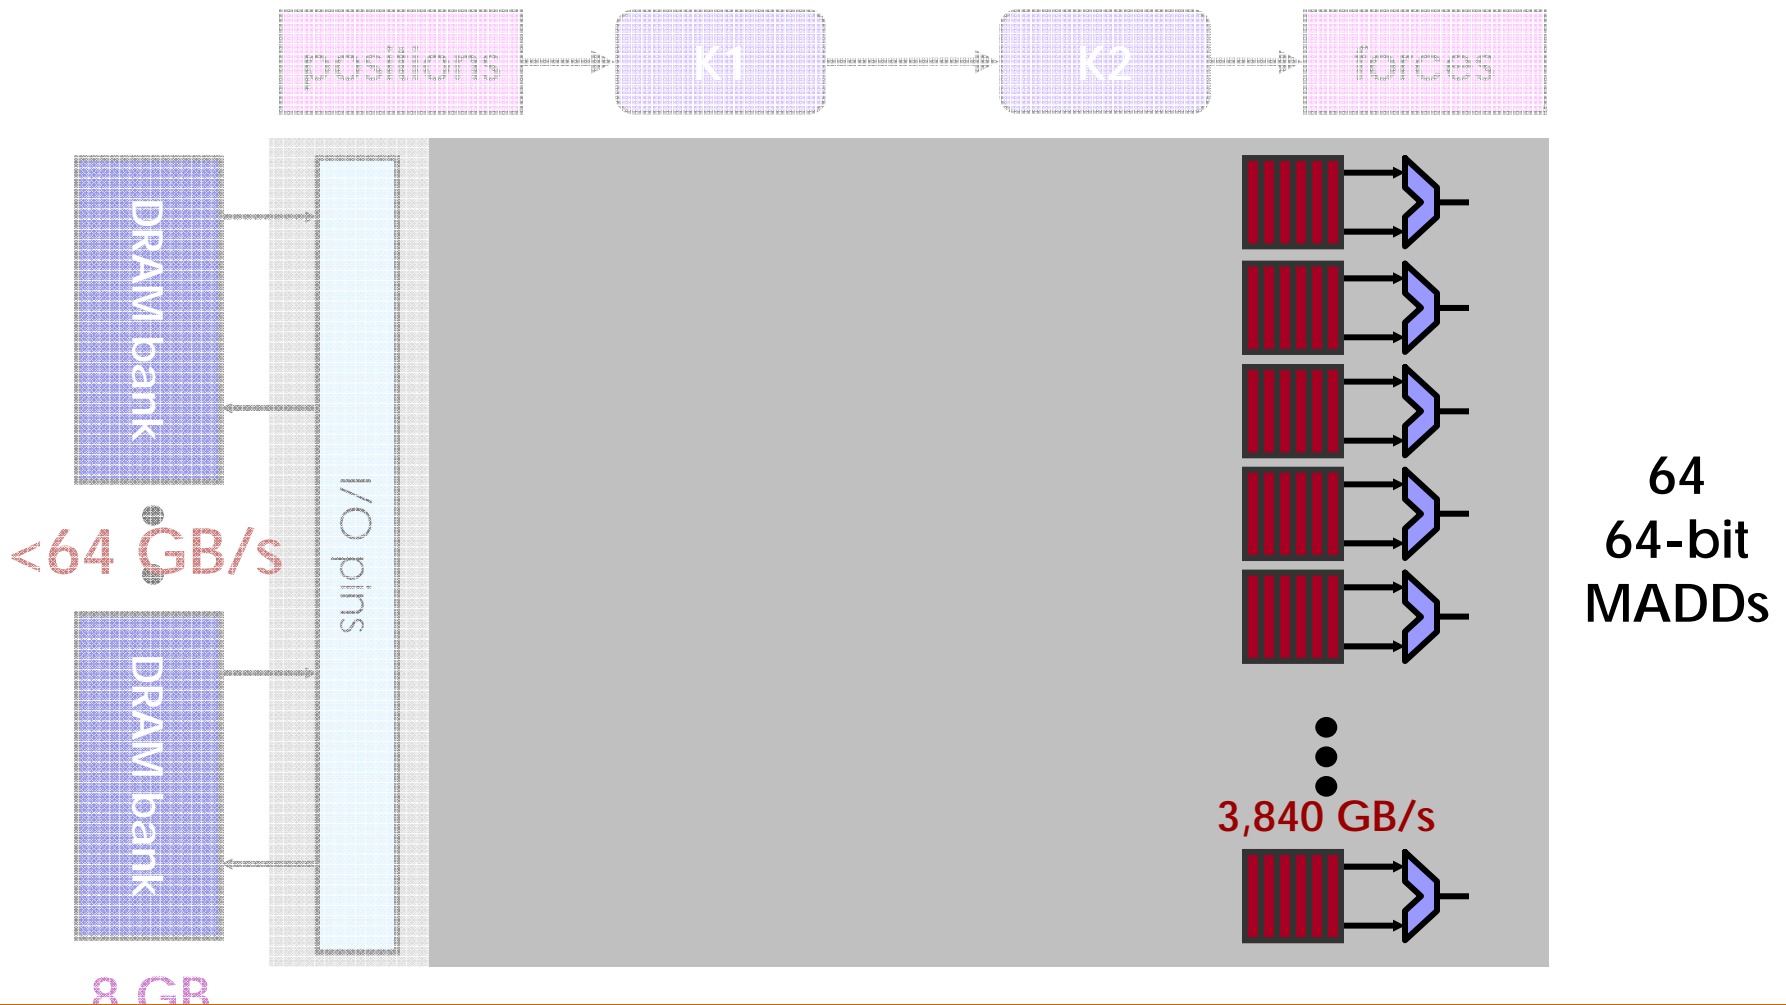 positions
K1
K2
forces
DRAM bank
<64 GB/s
DRAM bank
8 GB
I/O pins
3,840 GB/s
64
64-bit
MADDs